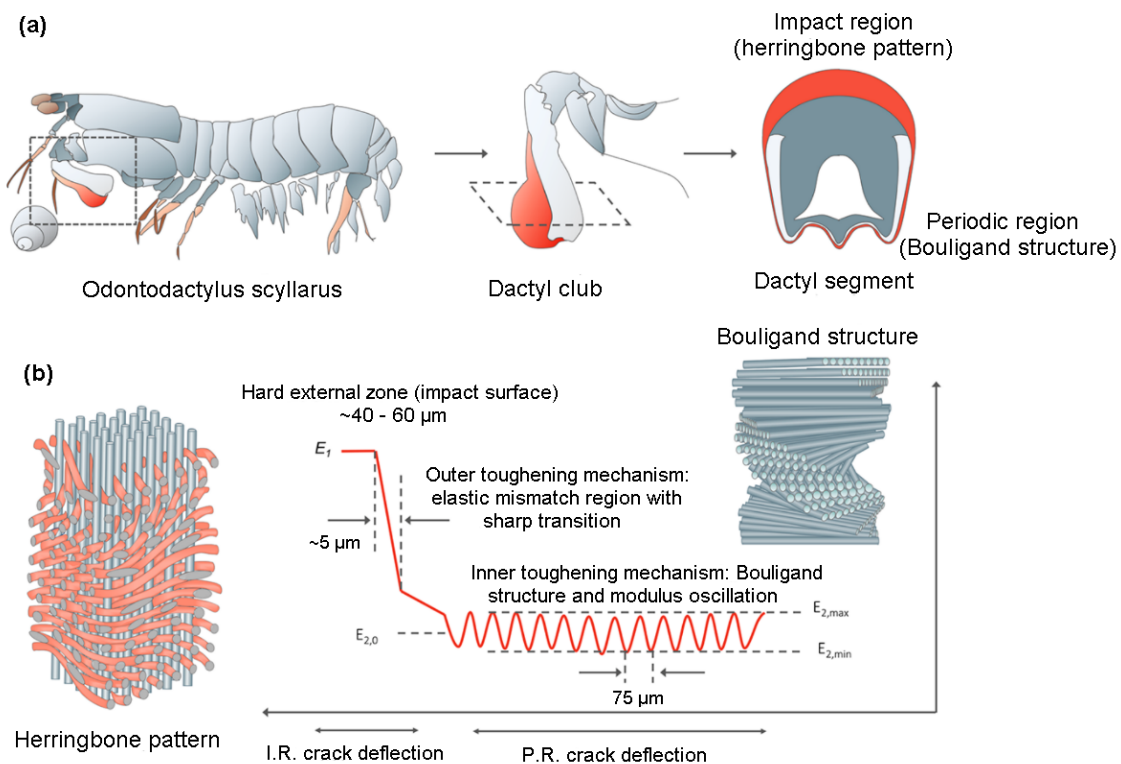 (a)
Impact region
(herringbone pattern)
Periodic region
(Bouligand structure)
Odontodactylus scyllarus
Dactyl club
Dactyl segment
(b)
Bouligand structure
Hard external zone (impact surface)
~40 - 60 µm
E1
Outer toughening mechanism:
elastic mismatch region with
sharp transition
~5 µm
Inner toughening mechanism: Bouligand
structure and modulus oscillation
E2,max
E2,0
E2,min
75 µm
Herringbone pattern
I.R. crack deflection
P.R. crack deflection